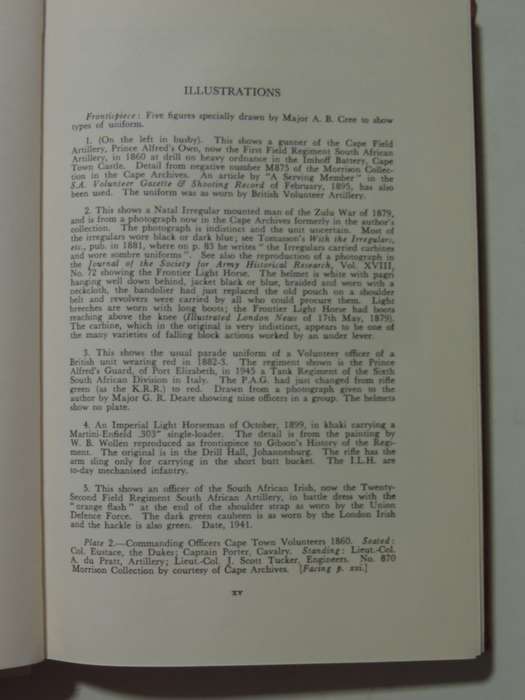 ILLUSTRATIONS
Frontispiece: Five figures specially drawn by Major A. B. Cree to show
types of uniform.
1. (On the left in busby). This shows a gunner of the Cape Field
Artillery, Prince Alfred's Own, now the First Field Regiment South African
Artillery, in 1860 at drill on heavy ordnance in the Imhoff Battery, Cape
Town Castle. Detail from negative number M875 of the Morrison Collec-
tion in the Cape Archives. An article by "A Serving Member" in the
S.A. Volunteer Gazette & Shooting Record of February, 1895, has also
been used. The uniform was as worn by British Volunteer Artillery.
2. This shows a Natal Irregular mounted man of the Zulu War of 1879,
and is from a photograph now in the Cape Archives formerly in the author's
collection. The photograph is indistinct and the unit uncertain. Most of
the irregulars wore black or dark blue; see Tomasson's With the Irregulars,
etc., pub. in 1881, where on p. 83 he writes "the Irregulars carried carbines
and wore sombre uniforms". See also the reproduction of a photograph in
the Journal of the Society for Army Historical Research, Vol. XVIII,
No. 72 showing the Frontier Light Horse. The helmet is white with pagri
hanging well down behind, jacket black or blue, braided and worn with a
neckcloth, the bandolier had just replaced the old pouch on a shoulder
belt and revolvers were carried by all who could procure them. Light
breeches are worn with long boots; the Frontier Light Horse had boots
reaching above the knee (Illustrated London News of 17th May, 1879).
The carbine, which in the original is very indistinct, appears to be one of
the many varieties of falling block actions worked by an under lever.
3. This shows the usual parade uniform of a Volunteer officer of a
British unit wearing red in 1882-3. The regiment shown is the Prince
Alfred's Guard, of Port Elizabeth, in 1945 a Tank Regiment of the Sixth
South African Division in Italy. The P.A.G. had just changed from rifle
green (as the K.R.R.) to red. Drawn from a photograph given to the
author by Major G. R. Deare showing nine officers in a group. The helmets
show no plate.
4. An Imperial Light Horseman of October, 1899, in khaki carrying a
Martini-Enfield .303" single-loader. The detail is from the painting by
W. B. Wollen reproduced as frontispiece to Gibson's History of the Regi-
ment. The original is in the Drill Hall, Johannesburg. The rifle has the
arm sling only for carrying in the short butt bucket. The I.L.H. are
to-day mechanised infantry.
5. This shows an officer of the South African Irish, now the Twenty-
Second Field Regiment South African Artillery, in battle dress with the
"orange flash" at the end of the shoulder strap as worn by the Union
Defence Force. The dark green caubeen is as worn by the London Irish
and the hackle is also green. Date, 1941.
Plate 2.—Commanding Officers Cape Town Volunteers 1860. Seated:
Col. Eustace, the Dukes; Captain Porter, Cavalry. Standing: Lieut.-Col.
A. du Pratt, Artillery; Lieut.-Col. J. Scott Tucker, Engineers. No. 870
Morrison Collection by courtesy of Cape Archives. [Facing p. xvi.]
xv